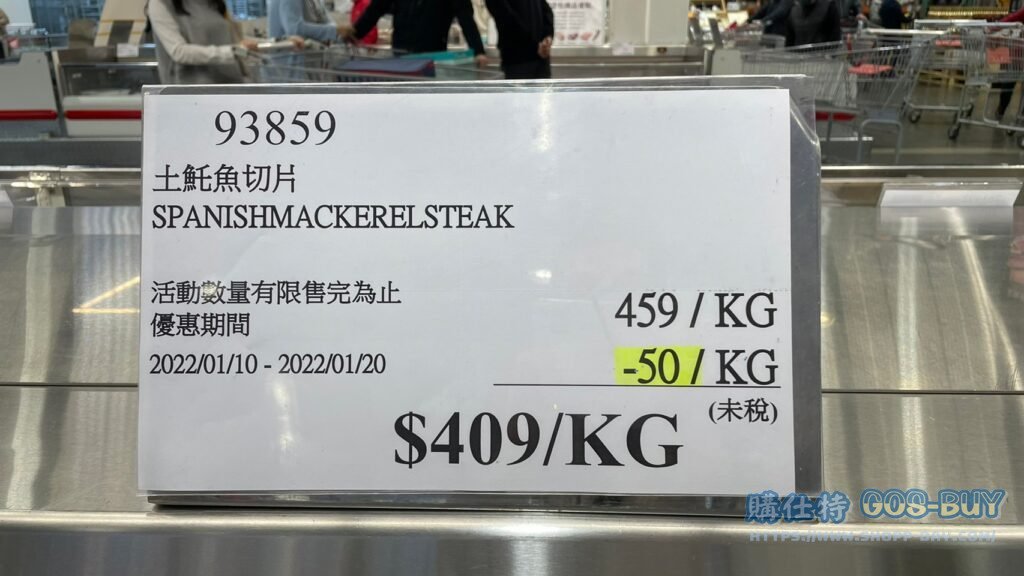 93859
土魠魚切片
SPANISHMACKERELSTEAK
活動數量有限售完為止
優惠期間
2022/01/10 - 2022/01/20
459 / KG
-50 / KG
(未稅)
$409/KG
購仕特 GOS-BUY